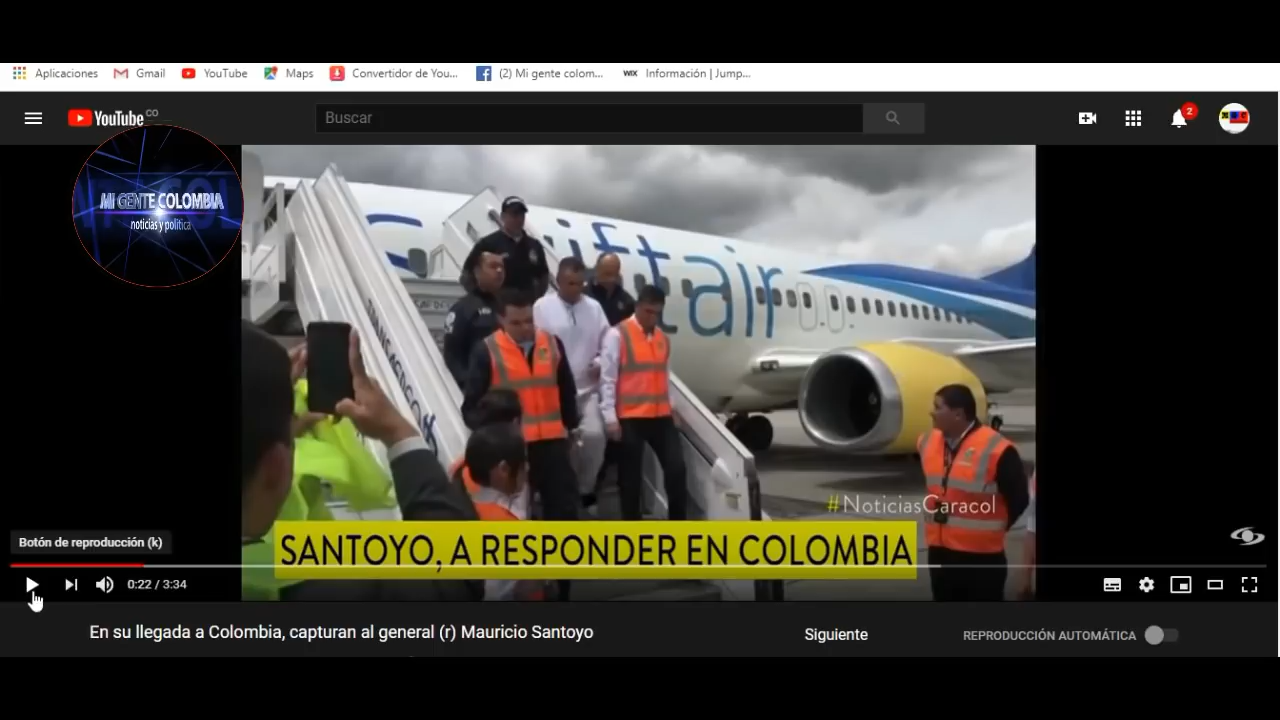 Aplicaciones Gmail YouTube Maps Convertidor de You... (2) Mi gente colom... WIX Información | Jump...
YouTube CO Buscar 2
MI GENTE COLOMBIA
noticias y política
swiftair
#NoticiasCaracol
SANTOYO, A RESPONDER EN COLOMBIA
Botón de reproducción (k)
0:22 / 3:34
En su llegada a Colombia, capturan al general (r) Mauricio Santoyo Siguiente REPRODUCCIÓN AUTOMÁTICA